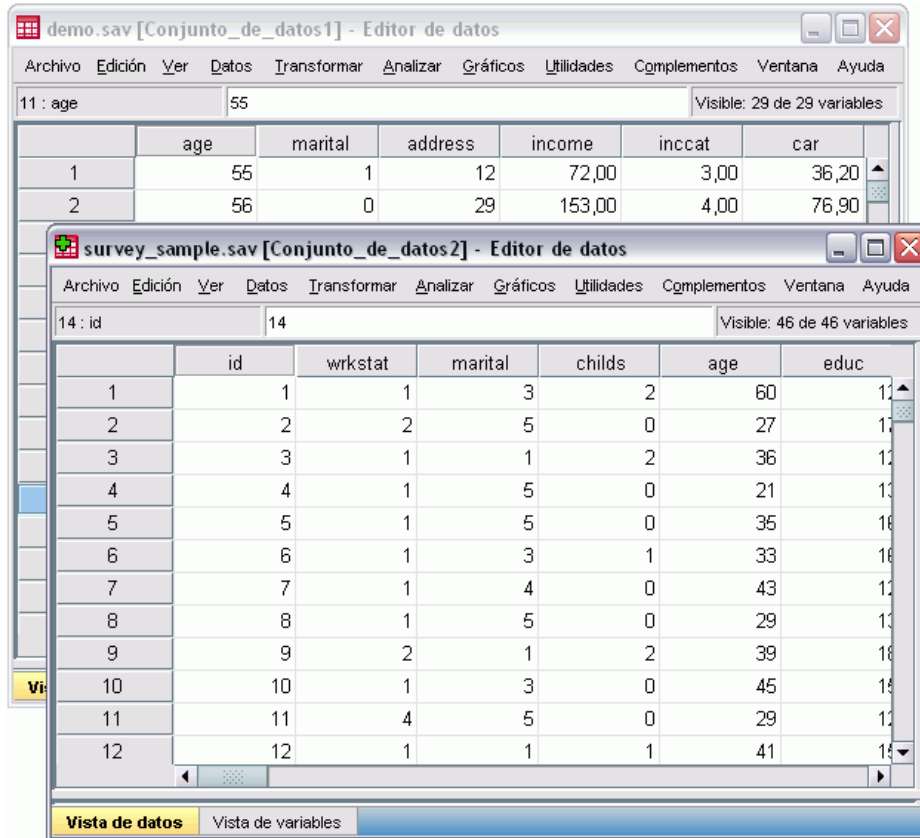 demo.sav [Conjunto_de_datos1] - Editor de datos
Archivo Edición Ver Datos Transformar Analizar Gráficos Utilidades Complementos Ventana Ayuda
11 : age 55 Visible: 29 de 29 variables
age marital address income inccat car
1 55 1 12 72,00 3,00 36,20
2 56 0 29 153,00 4,00 76,90
survey_sample.sav [Conjunto_de_datos2] - Editor de datos
Archivo Edición Ver Datos Transformar Analizar Gráficos Utilidades Complementos Ventana Ayuda
14 : id 14 Visible: 46 de 46 variables
id wrkstat marital childs age educ
1 1 1 3 2 60
2 2 2 5 0 27
3 3 1 1 2 36
4 4 1 5 0 21
5 5 1 5 0 35
6 6 1 3 1 33
7 7 1 4 0 43
8 8 1 5 0 29
9 9 2 1 2 39
10 10 1 3 0 45
11 11 4 5 0 29
12 12 1 1 1 41
Vista de datos Vista de variables